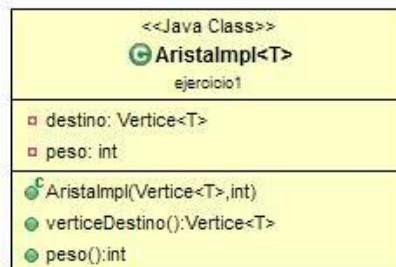 <<Java Class>>
AristaImpl<T>
ejercicio1
destino: Vertice<T>
peso: int
AristaImpl(Vertice<T>,int)
verticeDestino():Vertice<T>
peso():int